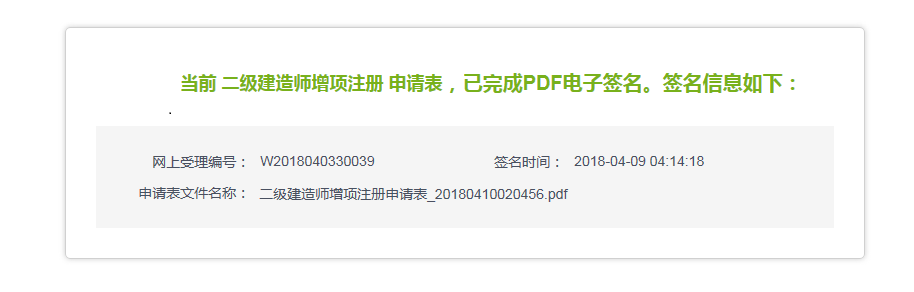 当前 二级建造师增项注册 申请表，已完成PDF电子签名。签名信息如下：
.
网上受理编号： W2018040330039 签名时间： 2018-04-09 04:14:18
申请表文件名称： 二级建造师增项注册申请表_20180410020456.pdf